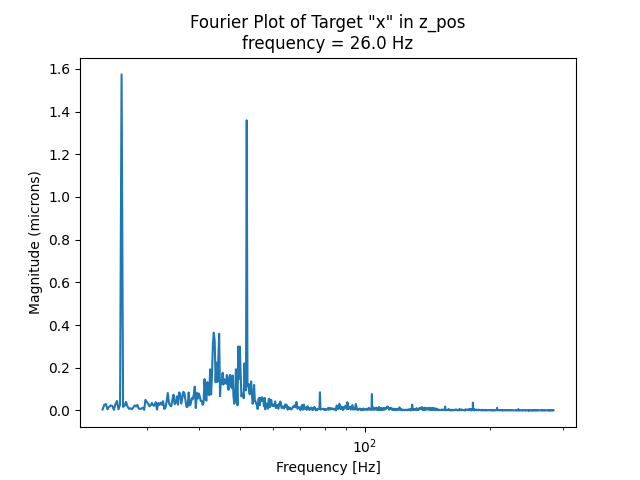 Fourier Plot of Target "x" in z_pos
frequency = 26.0 Hz
1.6
1.4
1.2
1.0
0.8
0.6
0.4
0.2
0.0
Magnitude (microns)
10²
Frequency [Hz]